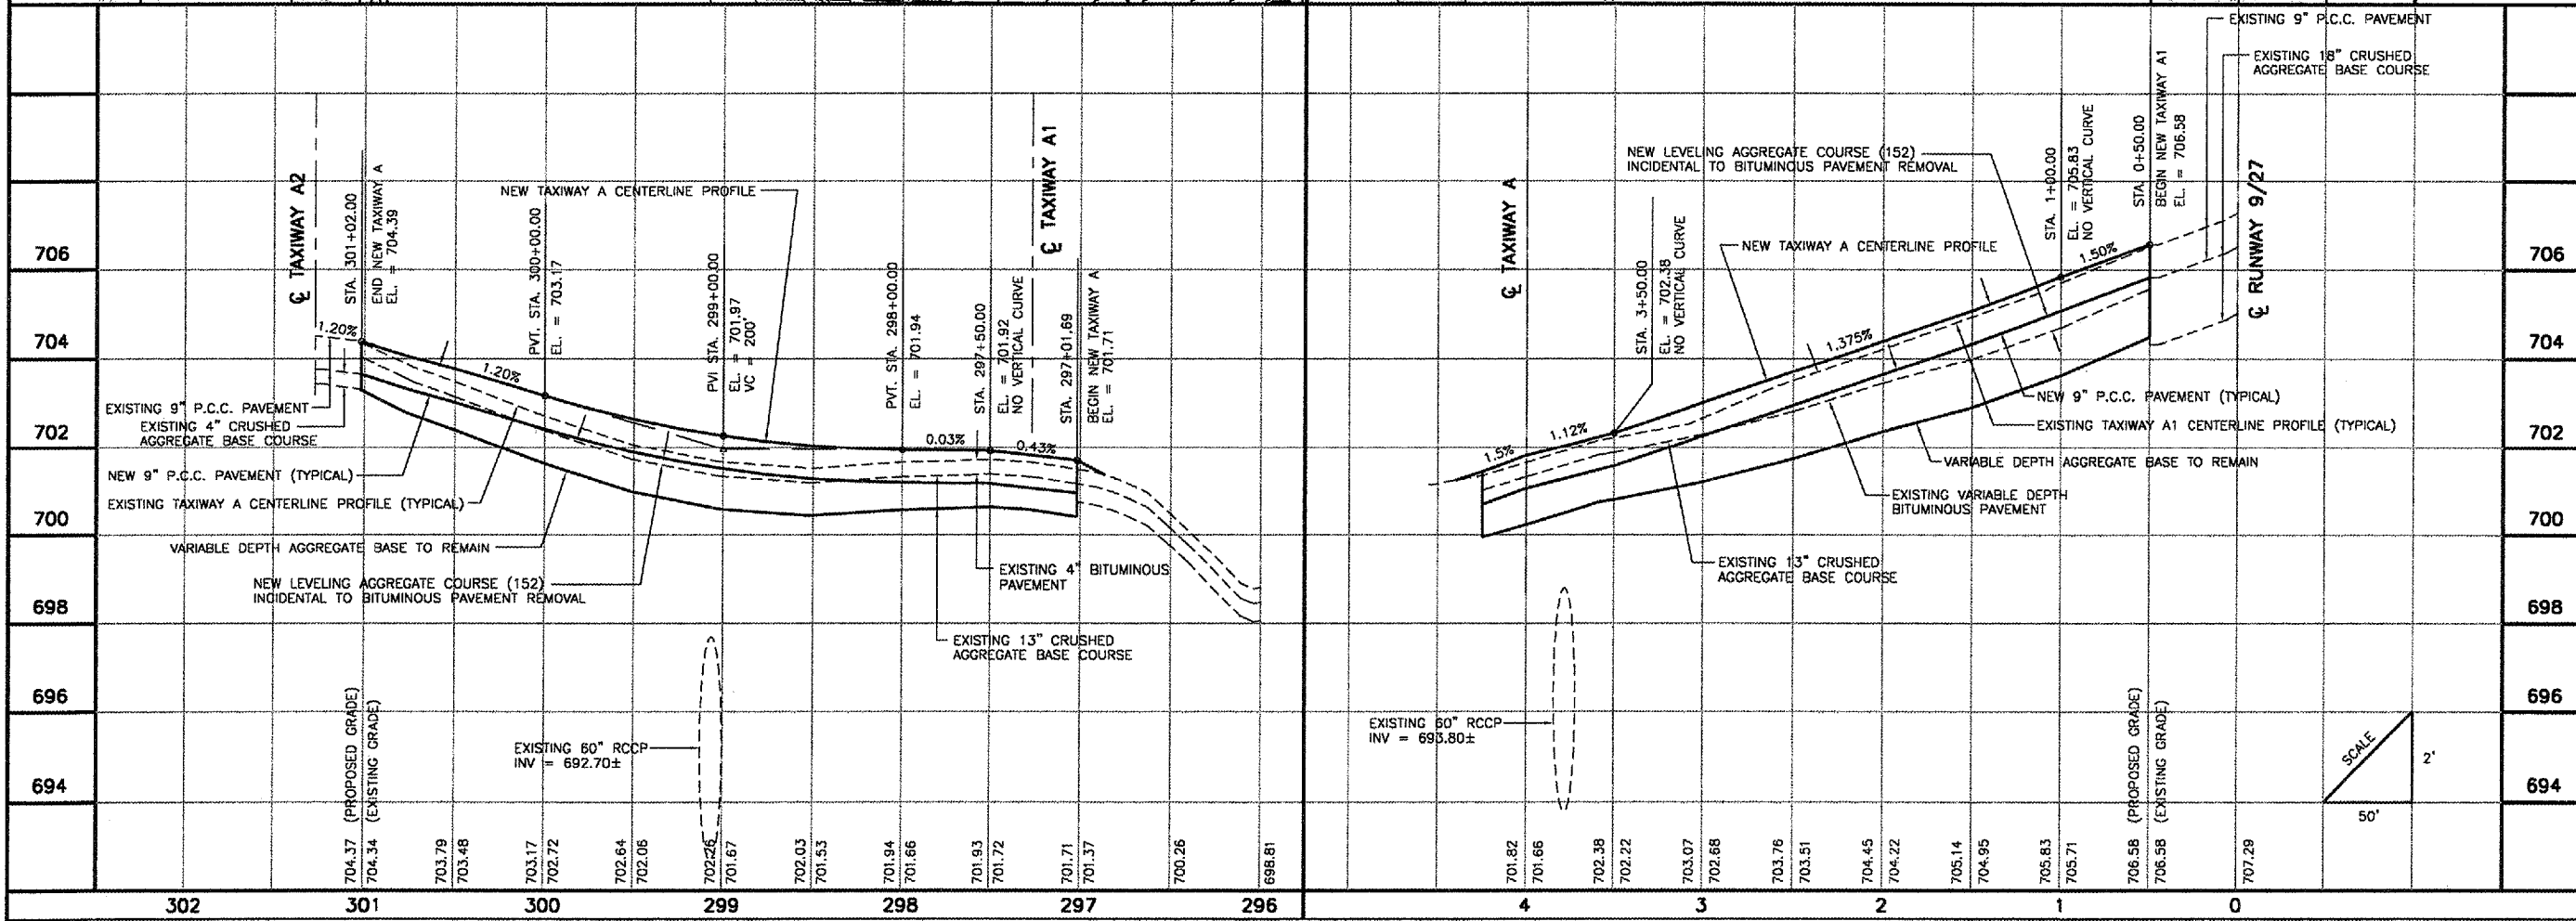 EXISTING 9" P.C.C. PAVEMENT
EXISTING 18" CRUSHED
AGGREGATE BASE COURSE
706
704
702
700
698
696
694
℄ TAXIWAY A2
STA. 301+02.00
END NEW TAXIWAY A
EL. = 704.39
1.20%
1.20%
PVT. STA. 300+00.00
EL. = 703.17
NEW TAXIWAY A CENTERLINE PROFILE
PVI STA. 299+00.00
EL. = 701.97
VC = 200'
PVT. STA. 298+00.00
EL. = 701.94
STA. 297+50.00
EL. = 701.92
NO VERTICAL CURVE
℄ TAXIWAY A1
STA. 297+01.69
BEGIN NEW TAXIWAY A
EL. = 701.71
0.03%
0.43%
EXISTING 9" P.C.C. PAVEMENT
EXISTING 4" CRUSHED
AGGREGATE BASE COURSE
NEW 9" P.C.C. PAVEMENT (TYPICAL)
EXISTING TAXIWAY A CENTERLINE PROFILE (TYPICAL)
VARIABLE DEPTH AGGREGATE BASE TO REMAIN
NEW LEVELING AGGREGATE COURSE (152)
INCIDENTAL TO BITUMINOUS PAVEMENT REMOVAL
EXISTING 4" BITUMINOUS
PAVEMENT
EXISTING 13" CRUSHED
AGGREGATE BASE COURSE
EXISTING 60" RCCP
INV = 692.70±
(PROPOSED GRADE)
(EXISTING GRADE)
704.37
704.34
703.79
703.48
703.17
702.72
702.64
702.06
702.26
701.67
702.03
701.53
701.94
701.66
701.93
701.72
701.71
701.37
700.26
698.81
302
301
300
299
298
297
296
℄ TAXIWAY A
NEW LEVELING AGGREGATE COURSE (152)
INCIDENTAL TO BITUMINOUS PAVEMENT REMOVAL
NEW TAXIWAY A CENTERLINE PROFILE
STA. 3+50.00
EL. = 702.38
NO VERTICAL CURVE
STA. 1+00.00
EL. = 705.83
NO VERTICAL CURVE
STA. 0+50.00
BEGIN NEW TAXIWAY A1
EL. = 706.58
℄ RUNWAY 9/27
1.5%
1.12%
1.375%
1.50%
NEW 9" P.C.C. PAVEMENT (TYPICAL)
EXISTING TAXIWAY A1 CENTERLINE PROFILE (TYPICAL)
VARIABLE DEPTH AGGREGATE BASE TO REMAIN
EXISTING VARIABLE DEPTH
BITUMINOUS PAVEMENT
EXISTING 13" CRUSHED
AGGREGATE BASE COURSE
EXISTING 60" RCCP
INV = 693.80±
(PROPOSED GRADE)
(EXISTING GRADE)
SCALE
2'
50'
701.82
701.66
702.38
702.22
703.07
702.68
703.76
703.51
704.45
704.22
705.14
704.95
705.83
705.71
706.58
706.58
707.29
4
3
2
1
0
706
704
702
700
698
696
694